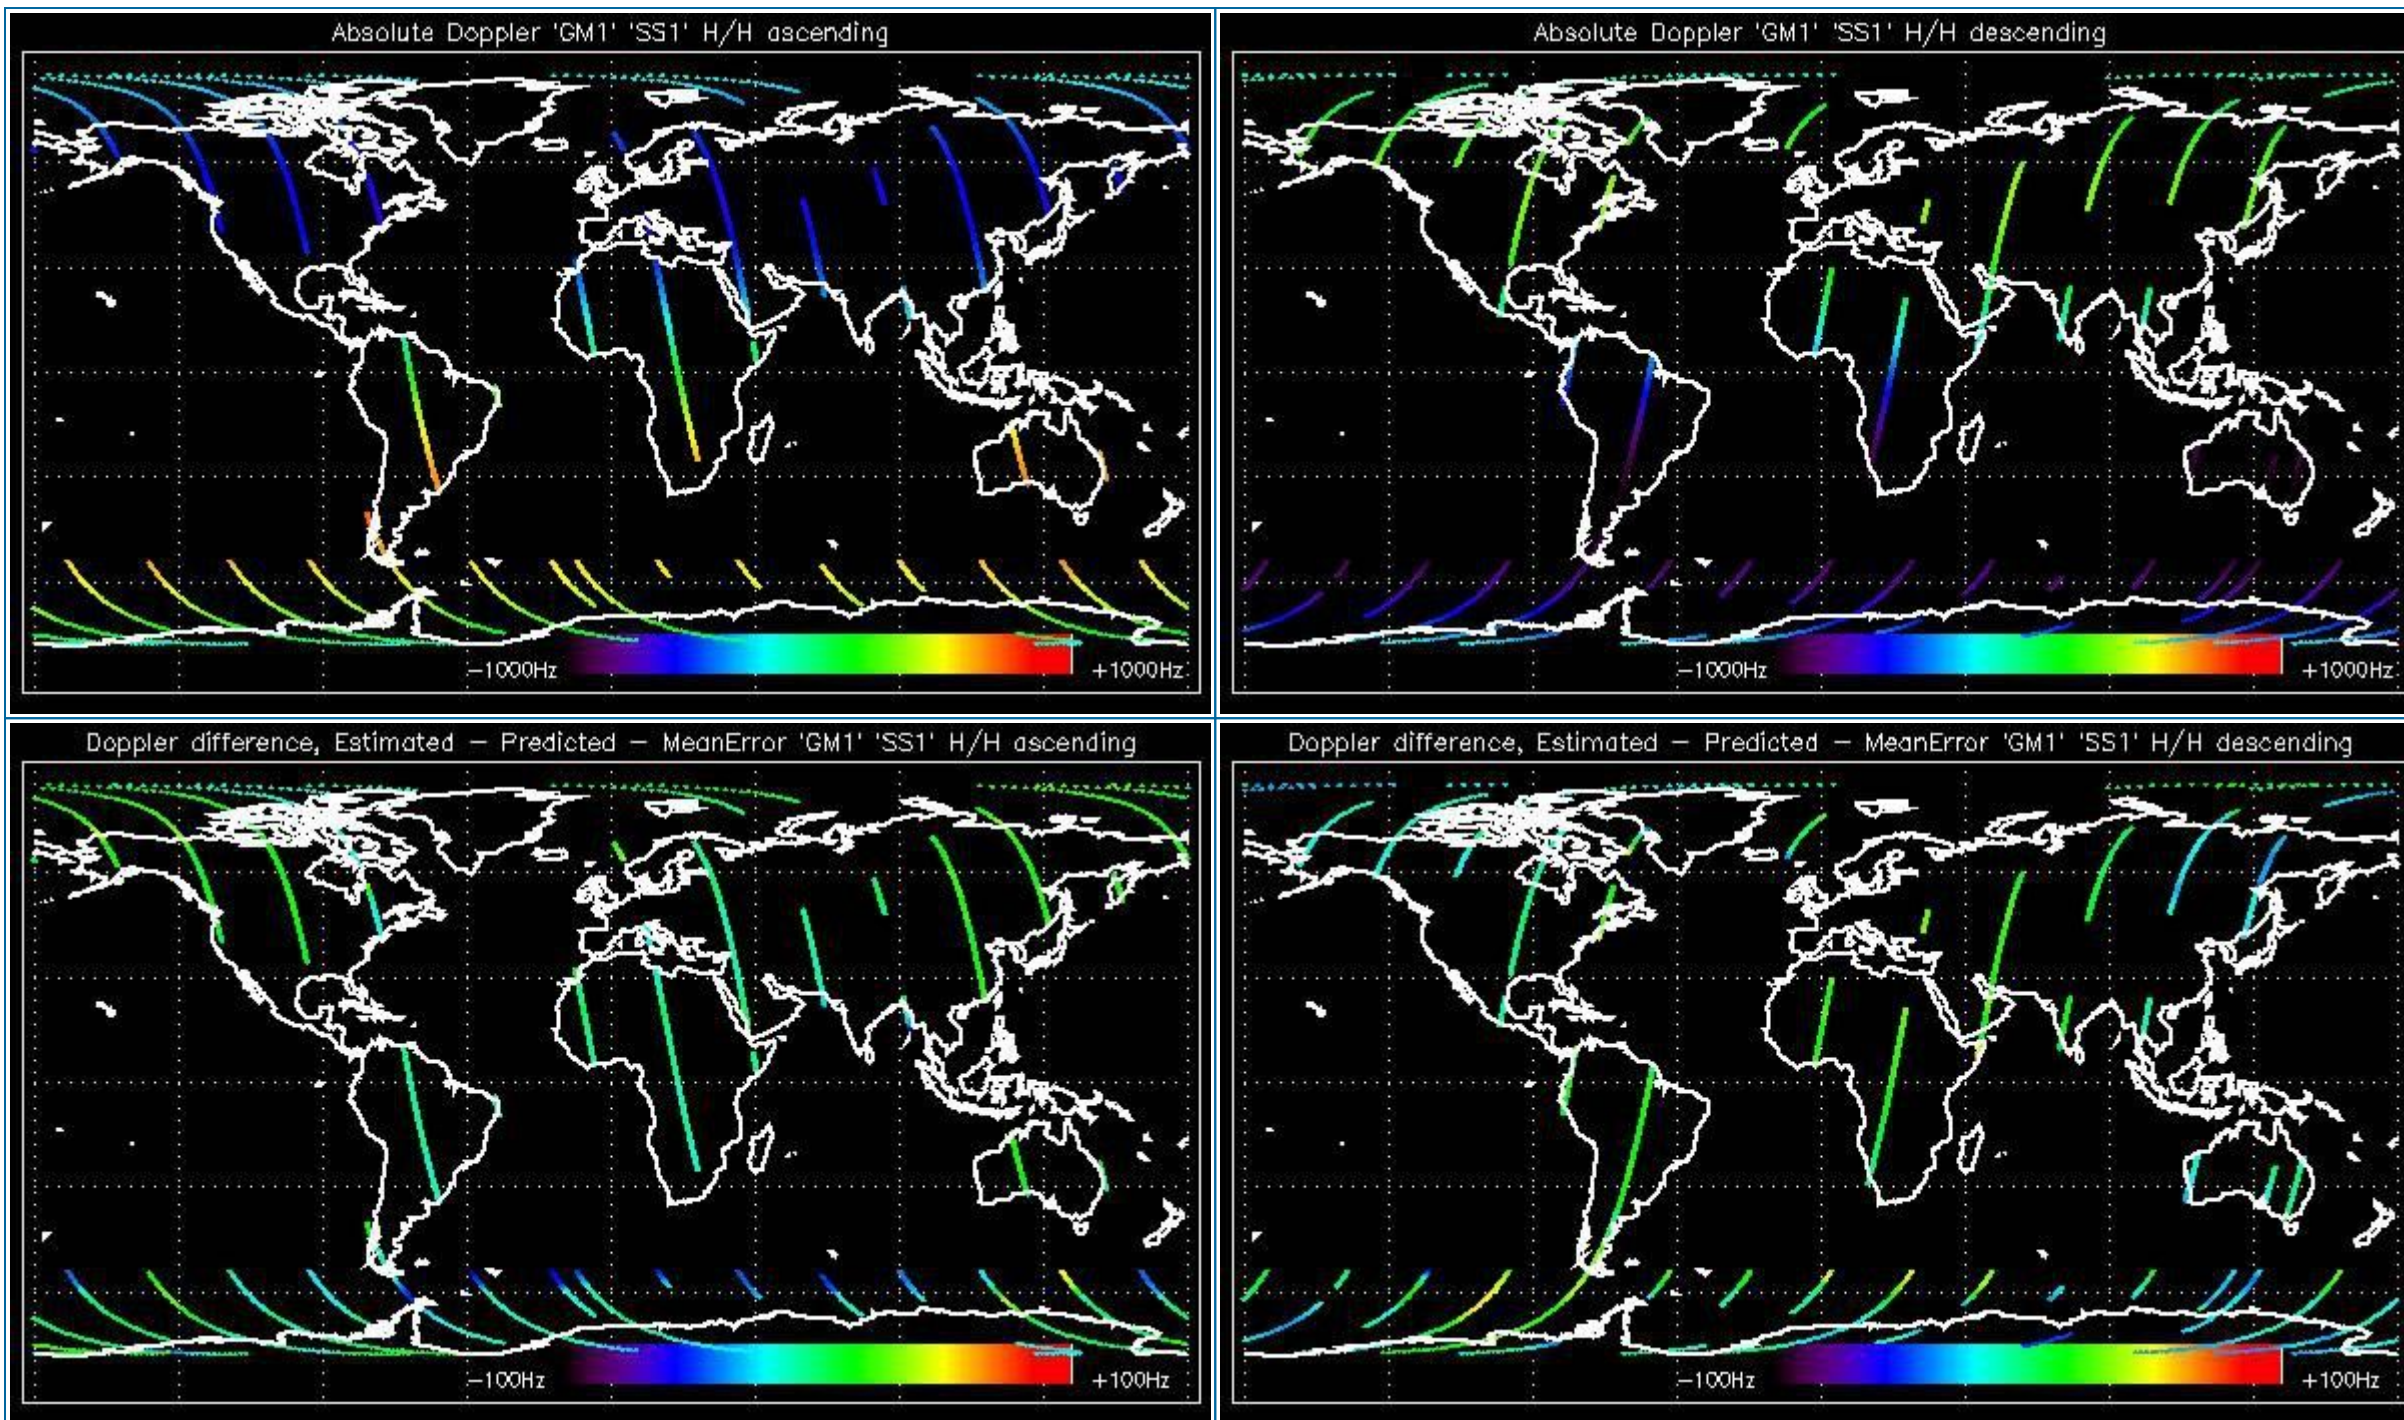 Absolute Doppler 'GM1' 'SS1' H/H ascending
−1000Hz
+1000Hz
Absolute Doppler 'GM1' 'SS1' H/H descending
−1000Hz
+1000Hz
Doppler difference, Estimated − Predicted − MeanError 'GM1' 'SS1' H/H ascending
−100Hz
+100Hz
Doppler difference, Estimated − Predicted − MeanError 'GM1' 'SS1' H/H descending
−100Hz
+100Hz